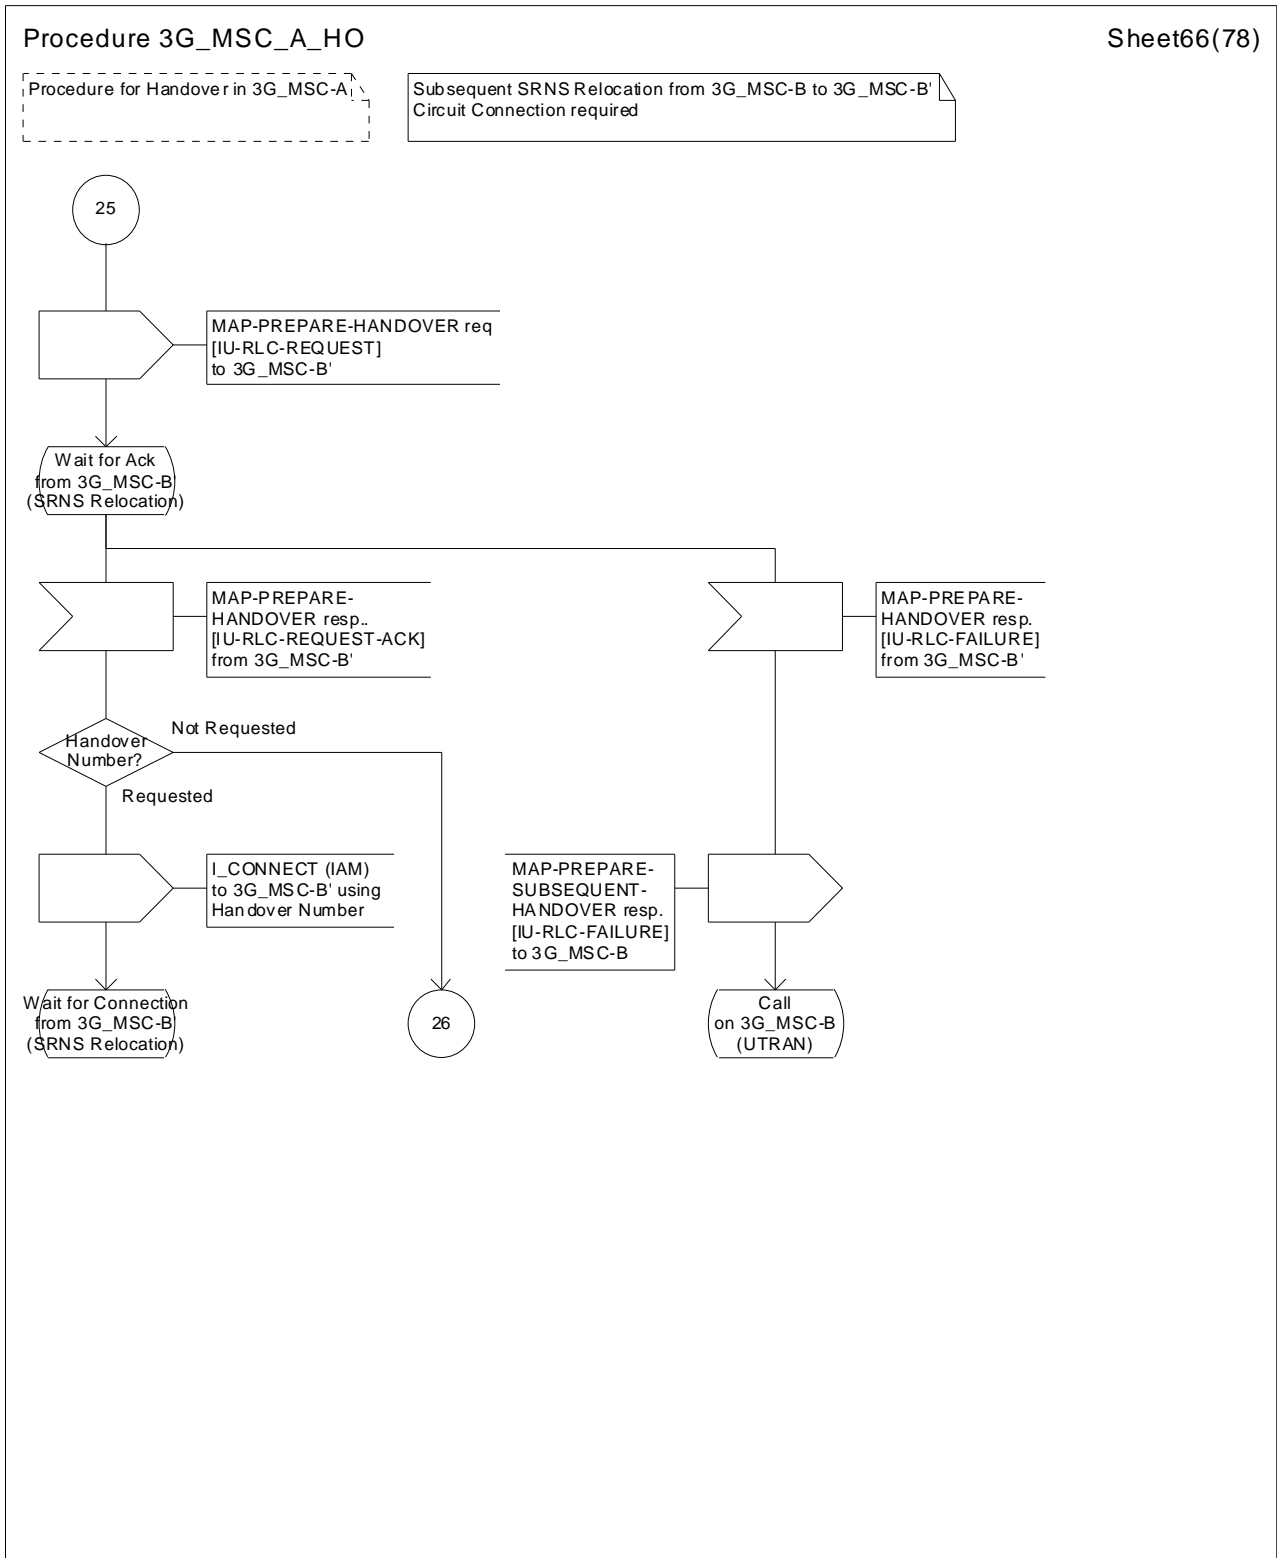 Procedure 3G_MSC_A_HO
Sheet66(78)
Procedure for Handover in 3G_MSC-A
Subsequent SRNS Relocation from 3G_MSC-B to 3G_MSC-B'
Circuit Connection required
25
MAP-PREPARE-HANDOVER req
[IU-RLC-REQUEST]
to 3G_MSC-B'
Wait for Ack
from 3G_MSC-B'
(SRNS Relocation)
MAP-PREPARE-
HANDOVER resp..
[IU-RLC-REQUEST-ACK]
from 3G_MSC-B'
MAP-PREPARE-
HANDOVER resp.
[IU-RLC-FAILURE]
from 3G_MSC-B'
Handover
Number?
Not Requested
Requested
I_CONNECT (IAM)
to 3G_MSC-B' using
Handover Number
MAP-PREPARE-
SUBSEQUENT-
HANDOVER resp.
[IU-RLC-FAILURE]
to 3G_MSC-B
Wait for Connection
from 3G_MSC-B'
(SRNS Relocation)
26
Call
on 3G_MSC-B
(UTRAN)